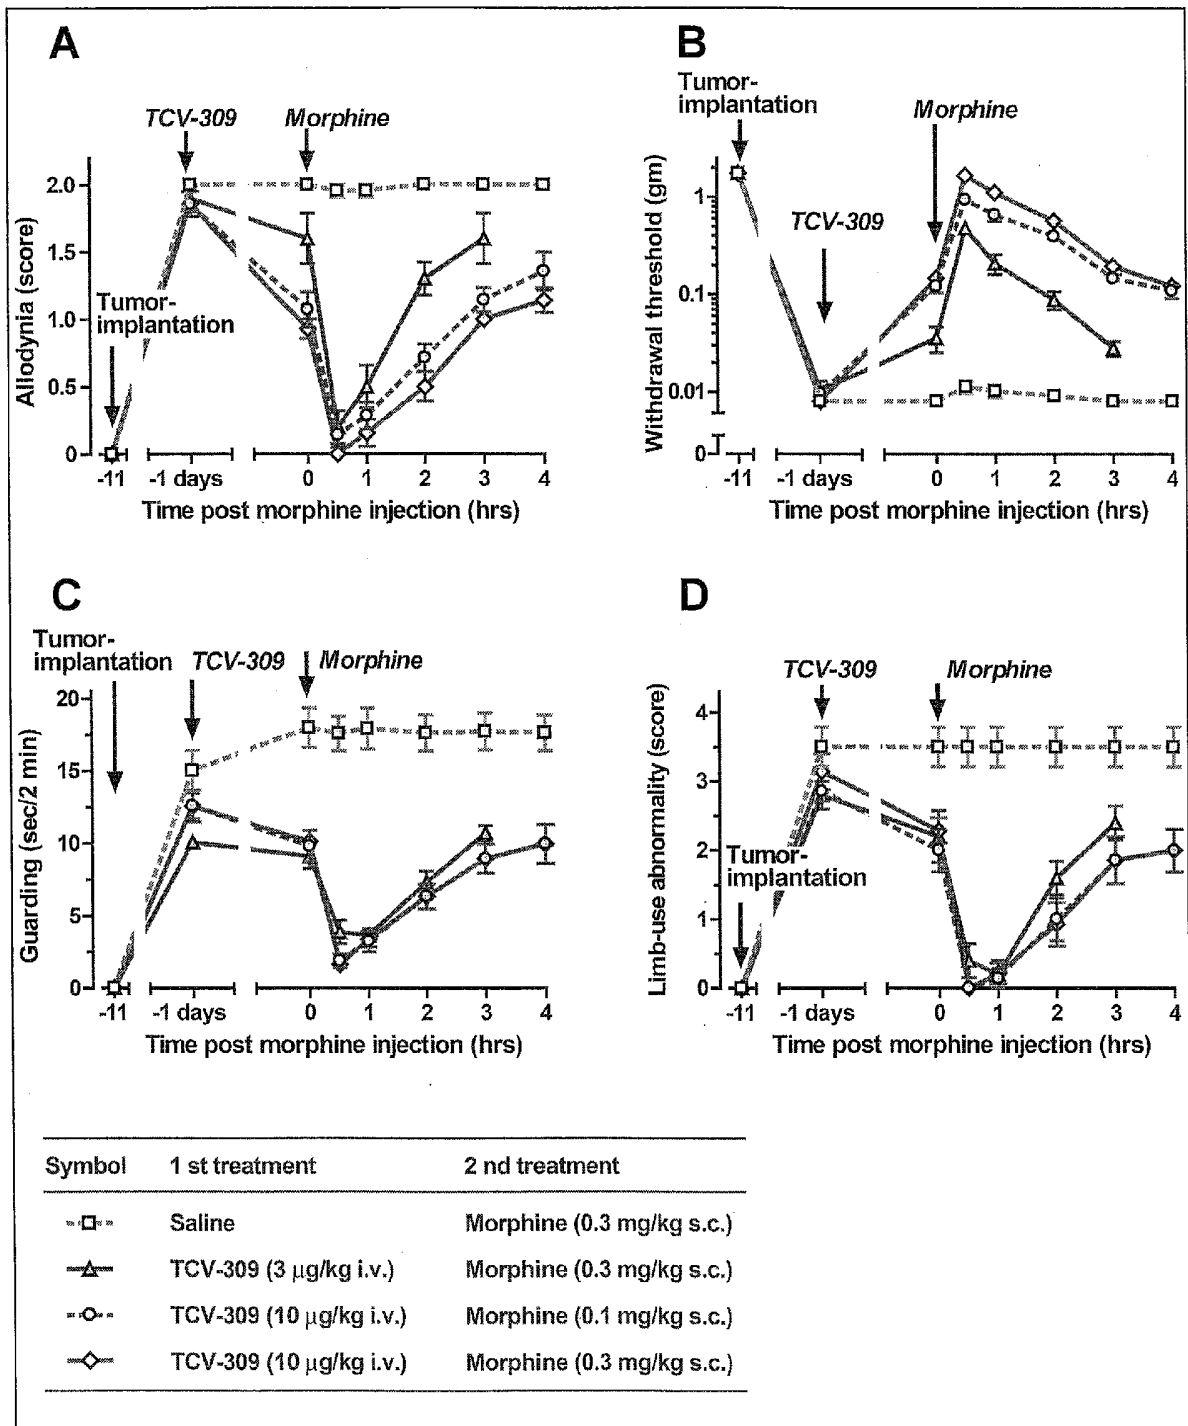 A
TCV-309
Morphine
2.0
1.5
1.0
0.5
0
Allodynia (score)
Tumor-
implantation
-11
-1 days
0
1
2
3
4
Time post morphine injection (hrs)
B
Tumor-
implantation
Morphine
TCV-309
1
0.1
0.01
0
Withdrawal threshold (gm)
-11
-1 days
0
1
2
3
4
Time post morphine injection (hrs)
C
Tumor-
implantation
TCV-309
Morphine
20
15
10
5
0
Guarding (sec/2 min)
-11
-1 days
0
1
2
3
4
Time post morphine injection (hrs)
D
TCV-309
Morphine
4
3
2
1
0
Limb-use abnormality (score)
Tumor-
implantation
-11
-1 days
0
1
2
3
4
Time post morphine injection (hrs)
Symbol 1 st treatment 2 nd treatment
Saline Morphine (0.3 mg/kg s.c.)
TCV-309 (3 μg/kg i.v.) Morphine (0.3 mg/kg s.c.)
TCV-309 (10 μg/kg i.v.) Morphine (0.1 mg/kg s.c.)
TCV-309 (10 μg/kg i.v.) Morphine (0.3 mg/kg s.c.)